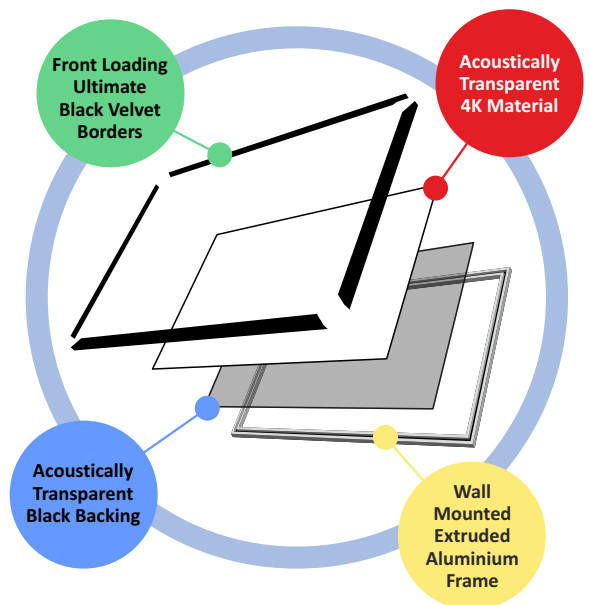 Front Loading
Ultimate
Black Velvet
Borders
Acoustically
Transparent
4K Material
Acoustically
Transparent
Black Backing
Wall
Mounted
Extruded
Aluminium
Frame